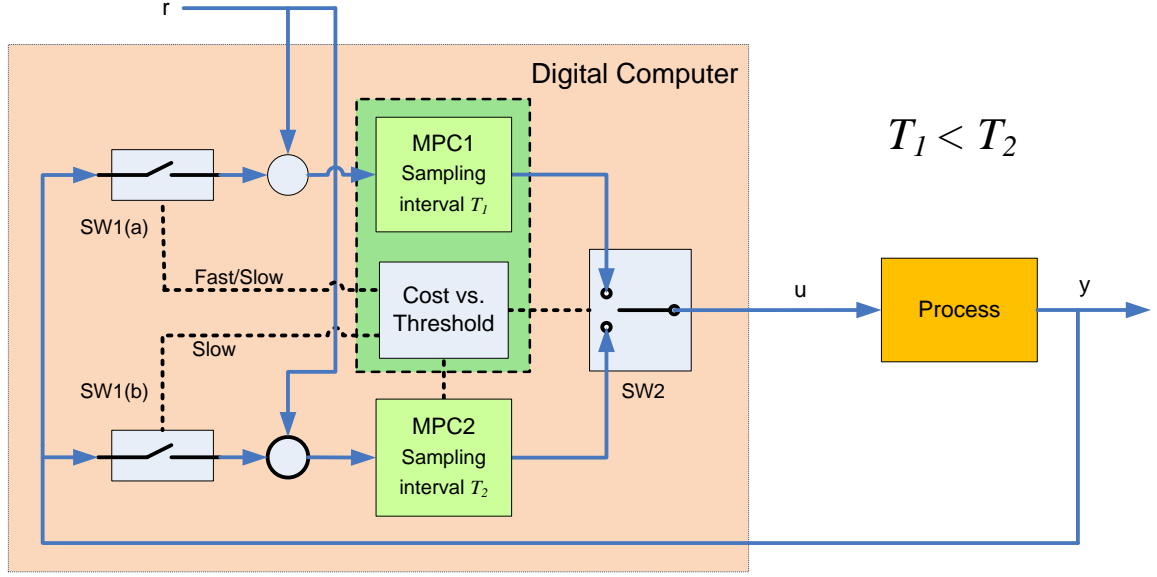 r
Digital Computer
MPC1
Sampling
interval T1
T1 < T2
SW1(a)
Fast/Slow
Cost vs.
Threshold
u
Process
y
Slow
SW1(b)
SW2
MPC2
Sampling
interval T2